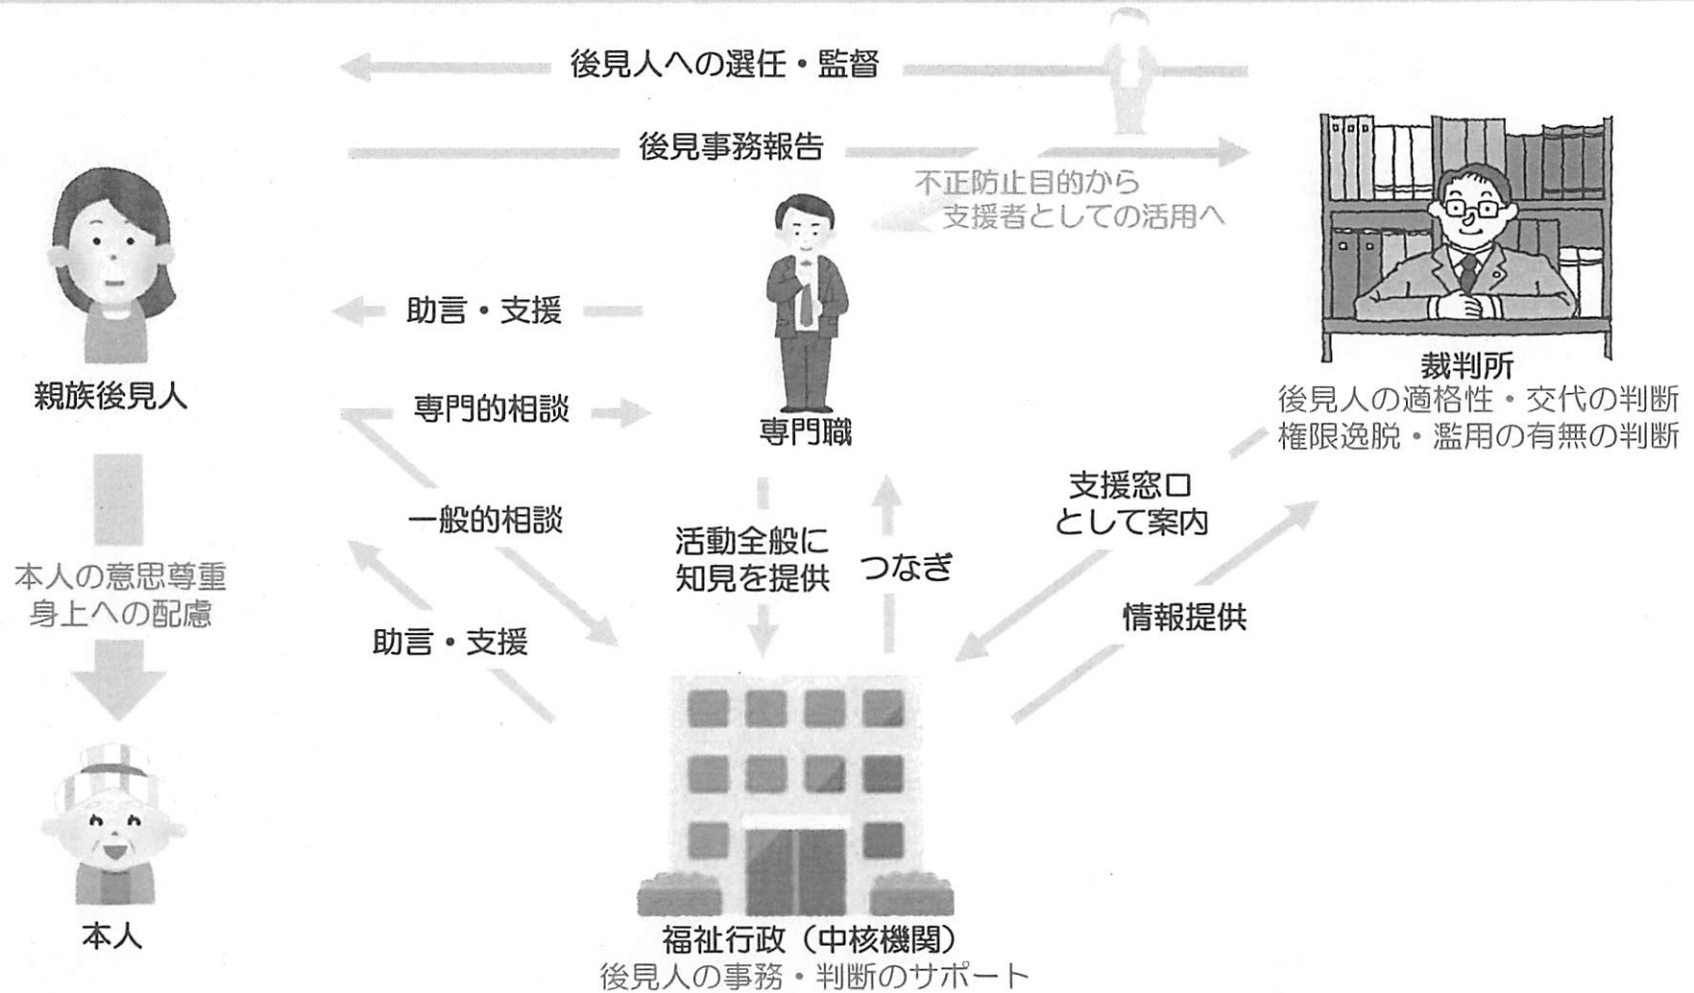 後見人への選任・監督
後見事務報告
不正防止目的から
支援者としての活用へ
助言・支援
親族後見人
専門的相談
専門職
裁判所
後見人の適格性・交代の判断
権限逸脱・濫用の有無の判断
一般的相談
活動全般に
知見を提供
つなぎ
支援窓口
として案内
本人の意思尊重
身上への配慮
助言・支援
情報提供
本人
福祉行政（中核機関）
後見人の事務・判断のサポート